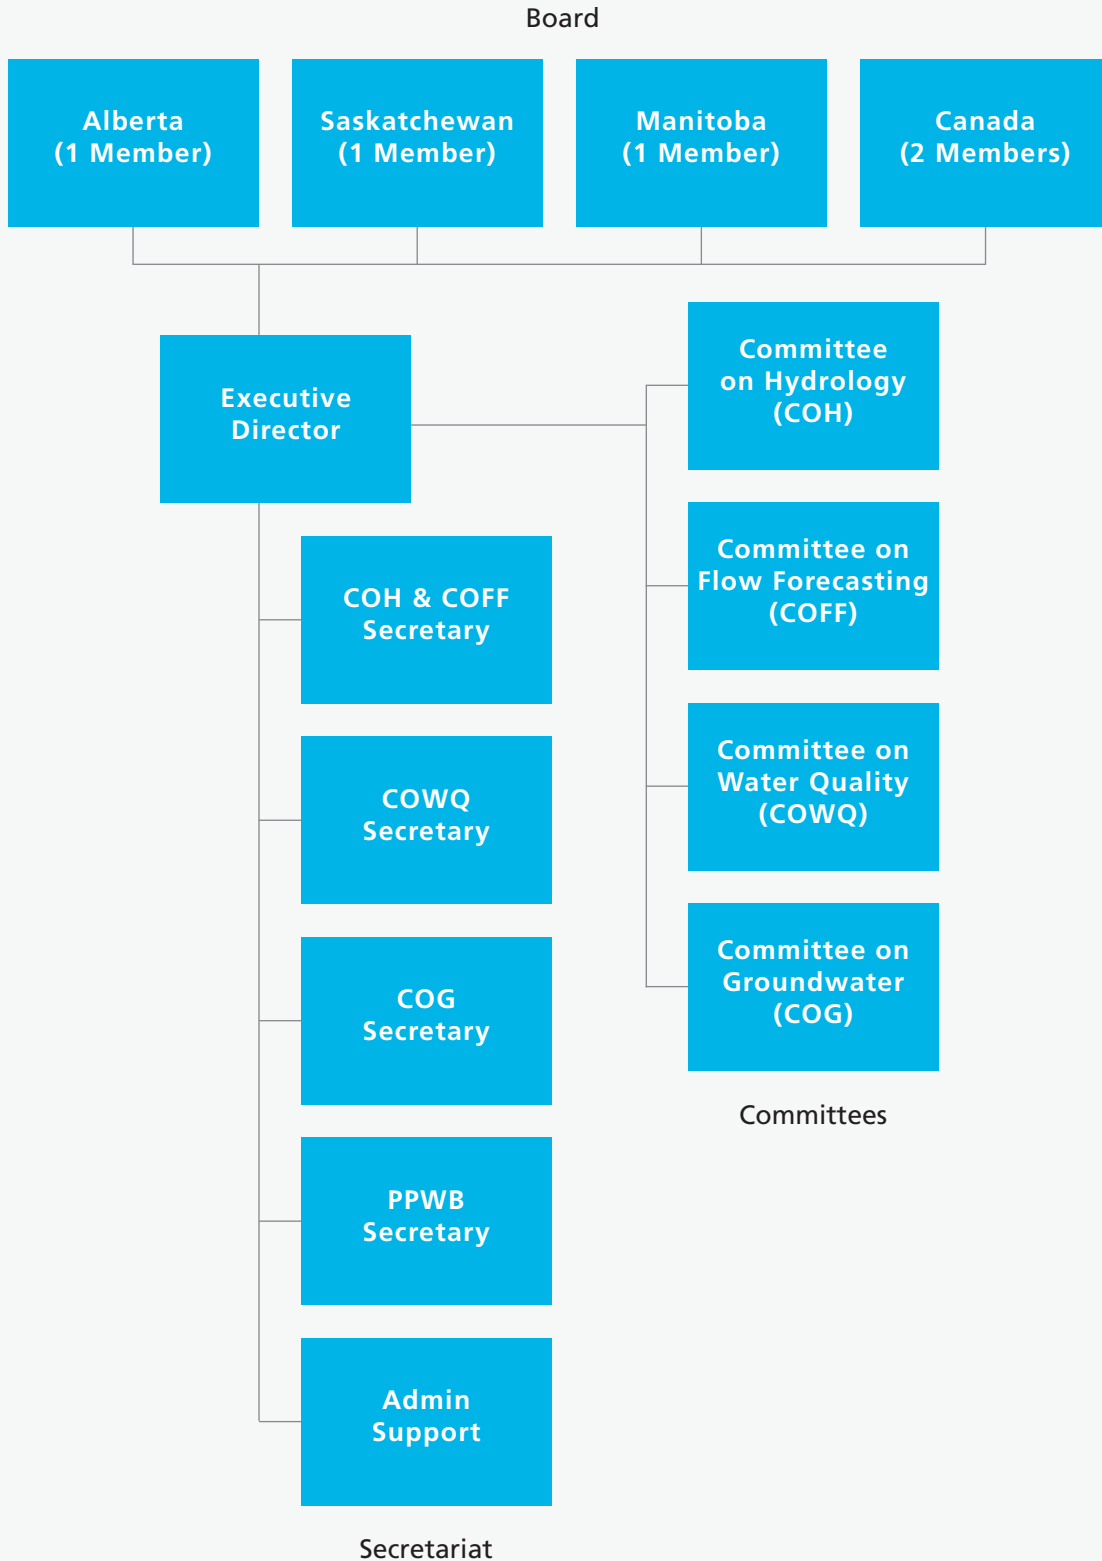 Board
Alberta
(1 Member)
Saskatchewan
(1 Member)
Manitoba
(1 Member)
Canada
(2 Members)
Executive
Director
Committee
on Hydrology
(COH)
Committee on
Flow Forecasting
(COFF)
Committee on
Water Quality
(COWQ)
Committee on
Groundwater
(COG)
Committees
COH & COFF
Secretary
COWQ
Secretary
COG
Secretary
PPWB
Secretary
Admin
Support
Secretariat